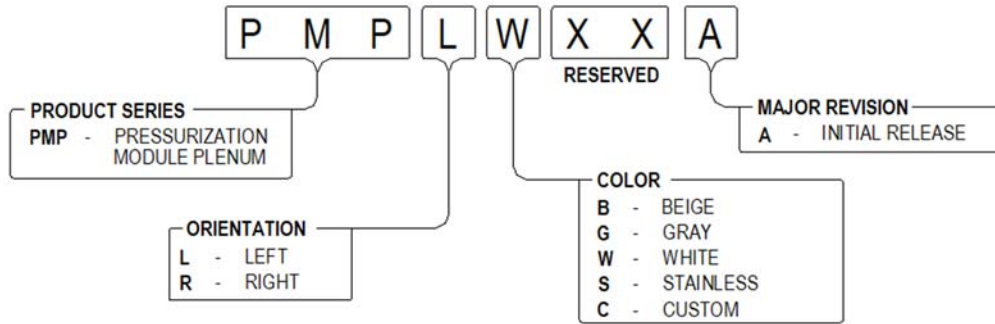 P M P L W X X A
RESERVED
PRODUCT SERIES
PMP - PRESSURIZATION
MODULE PLENUM
MAJOR REVISION
A - INITIAL RELEASE
ORIENTATION
L - LEFT
R - RIGHT
COLOR
B - BEIGE
G - GRAY
W - WHITE
S - STAINLESS
C - CUSTOM